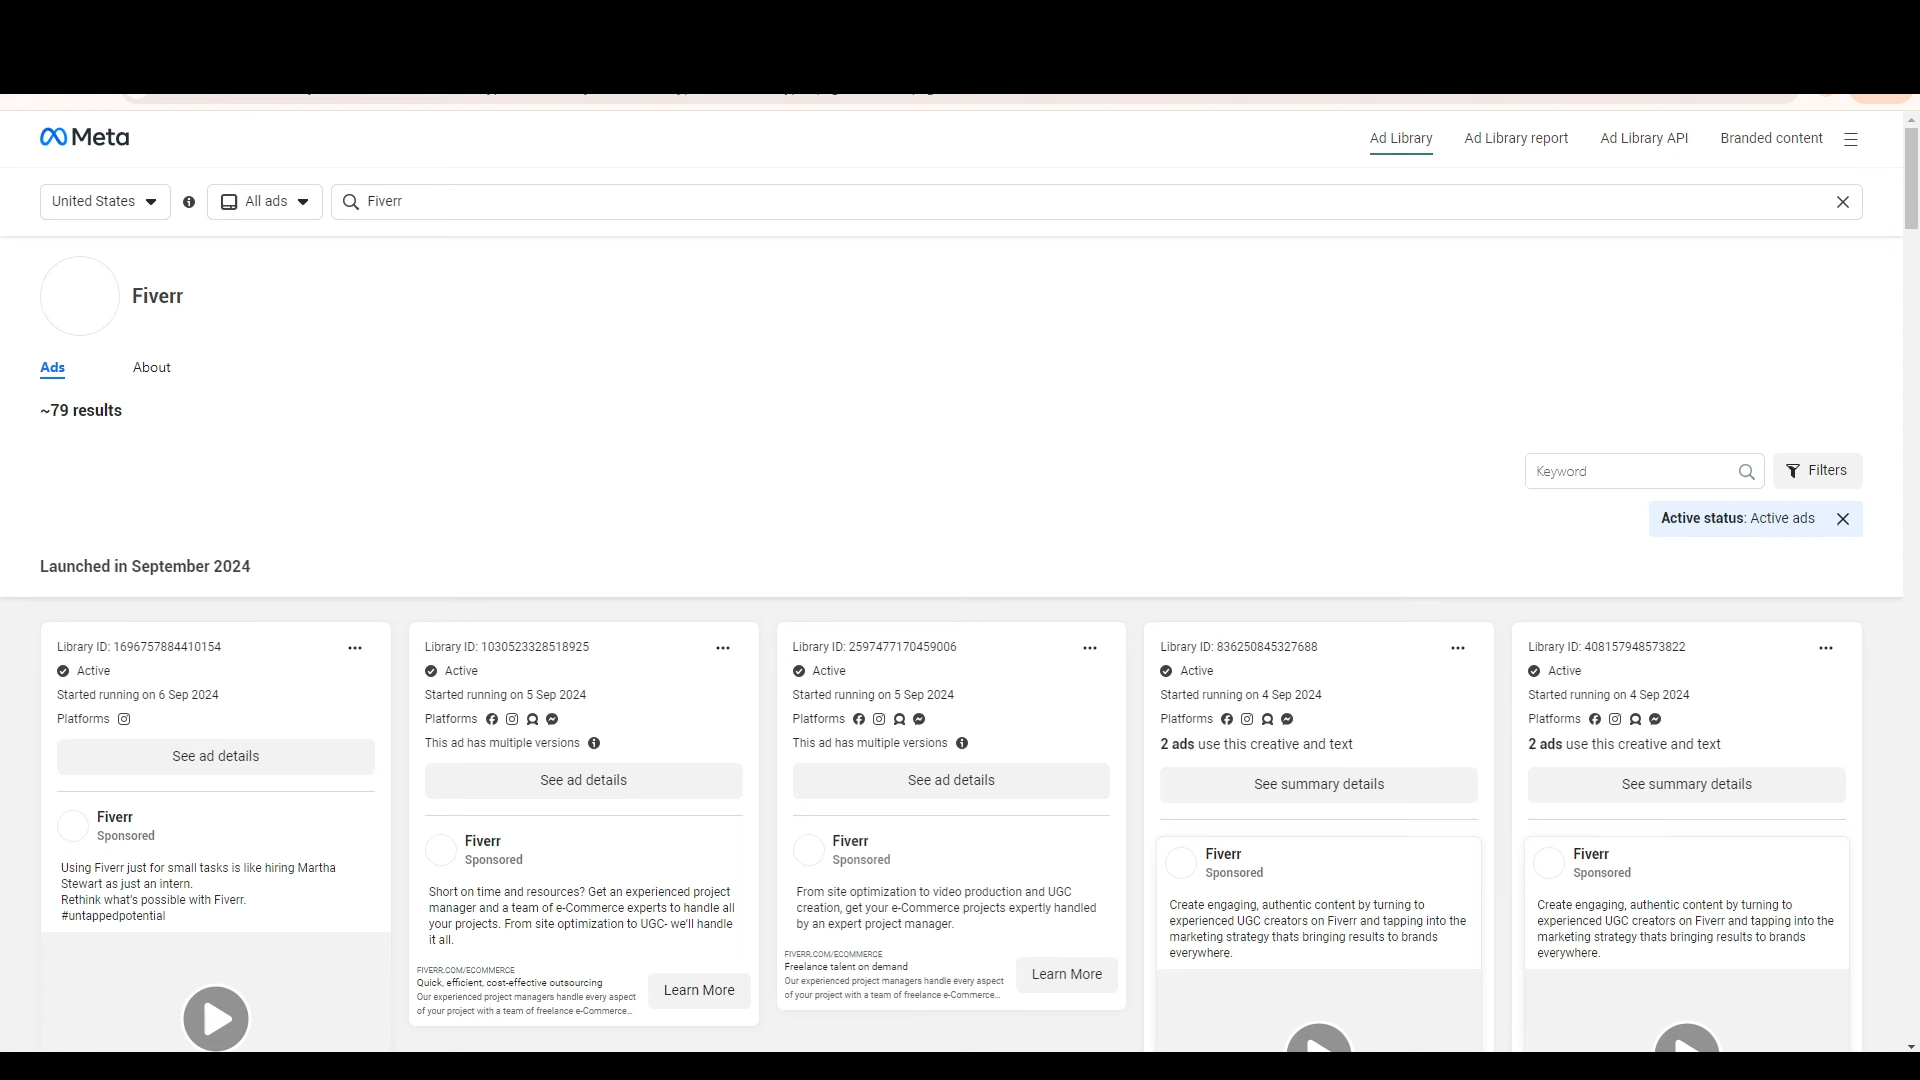 Meta
Ad Library
Ad Library report
Ad Library API
Branded content
United States
All ads
Fiverr
Fiverr
Ads
About
~79 results
Keyword
Filters
Active status: Active ads
Launched in September 2024
Library ID: 1696757884410154
Active
Started running on 6 Sep 2024
Platforms
See ad details
Fiverr
Sponsored
Using Fiverr just for small tasks is like hiring Martha
Stewart as just an intern.
Rethink what's possible with Fiverr.
#untappedpotential
Library ID: 1030523328518925
Active
Started running on 5 Sep 2024
Platforms
This ad has multiple versions
See ad details
Fiverr
Sponsored
Short on time and resources? Get an experienced project
manager and a team of e-Commerce experts to handle all
your projects. From site optimization to UGC- we'll handle
it all.
FIVERR.COM/ECOMMERCE
Quick, efficient, cost-effective outsourcing
Our experienced project managers handle every aspect
of your project with a team of freelance e-Commerce...
Learn More
Library ID: 2597477170459006
Active
Started running on 5 Sep 2024
Platforms
This ad has multiple versions
See ad details
Fiverr
Sponsored
From site optimization to video production and UGC
creation, get your e-Commerce projects expertly handled
by an expert project manager.
FIVERR.COM/ECOMMERCE
Freelance talent on demand
Our experienced project managers handle every aspect
of your project with a team of freelance e-Commerce...
Learn More
Library ID: 836250845327688
Active
Started running on 4 Sep 2024
Platforms
2 ads use this creative and text
See summary details
Fiverr
Sponsored
Create engaging, authentic content by turning to
experienced UGC creators on Fiverr and tapping into the
marketing strategy thats bringing results to brands
everywhere.
Library ID: 408157948573822
Active
Started running on 4 Sep 2024
Platforms
2 ads use this creative and text
See summary details
Fiverr
Sponsored
Create engaging, authentic content by turning to
experienced UGC creators on Fiverr and tapping into the
marketing strategy thats bringing results to brands
everywhere.